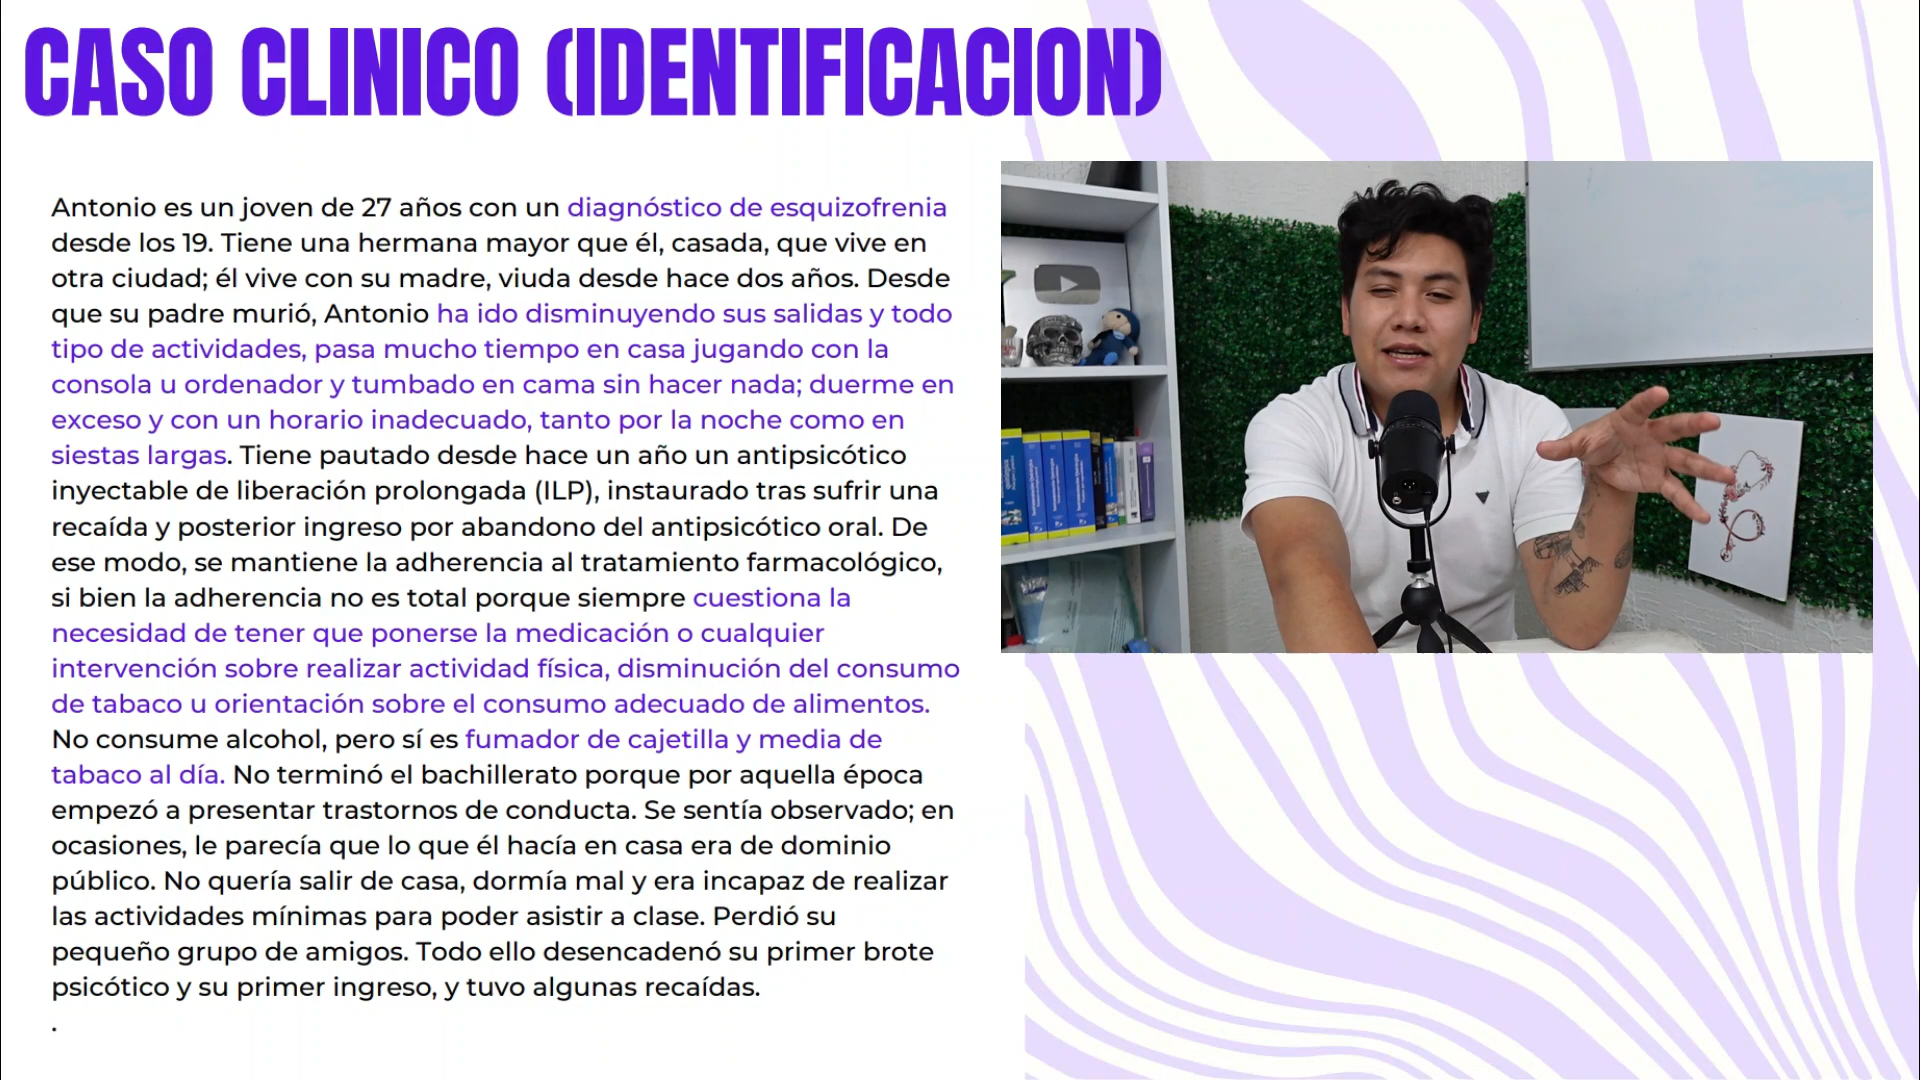 CASO CLINICO (IDENTIFICACION)
Antonio es un joven de 27 años con un diagnóstico de esquizofrenia
desde los 19. Tiene una hermana mayor que él, casada, que vive en
otra ciudad; él vive con su madre, viuda desde hace dos años. Desde
que su padre murió, Antonio ha ido disminuyendo sus salidas y todo
tipo de actividades, pasa mucho tiempo en casa jugando con la
consola u ordenador y tumbado en cama sin hacer nada; duerme en
exceso y con un horario inadecuado, tanto por la noche como en
siestas largas. Tiene pautado desde hace un año un antipsicótico
inyectable de liberación prolongada (ILP), instaurado tras sufrir una
recaída y posterior ingreso por abandono del antipsicótico oral. De
ese modo, se mantiene la adherencia al tratamiento farmacológico,
si bien la adherencia no es total porque siempre cuestiona la
necesidad de tener que ponerse la medicación o cualquier
intervención sobre realizar actividad física, disminución del consumo
de tabaco u orientación sobre el consumo adecuado de alimentos.
No consume alcohol, pero sí es fumador de cajetilla y media de
tabaco al día. No terminó el bachillerato porque por aquella época
empezó a presentar trastornos de conducta. Se sentía observado; en
ocasiones, le parecía que lo que él hacía en casa era de dominio
público. No quería salir de casa, dormía mal y era incapaz de realizar
las actividades mínimas para poder asistir a clase. Perdió su
pequeño grupo de amigos. Todo ello desencadenó su primer brote
psicótico y su primer ingreso, y tuvo algunas recaídas.
.